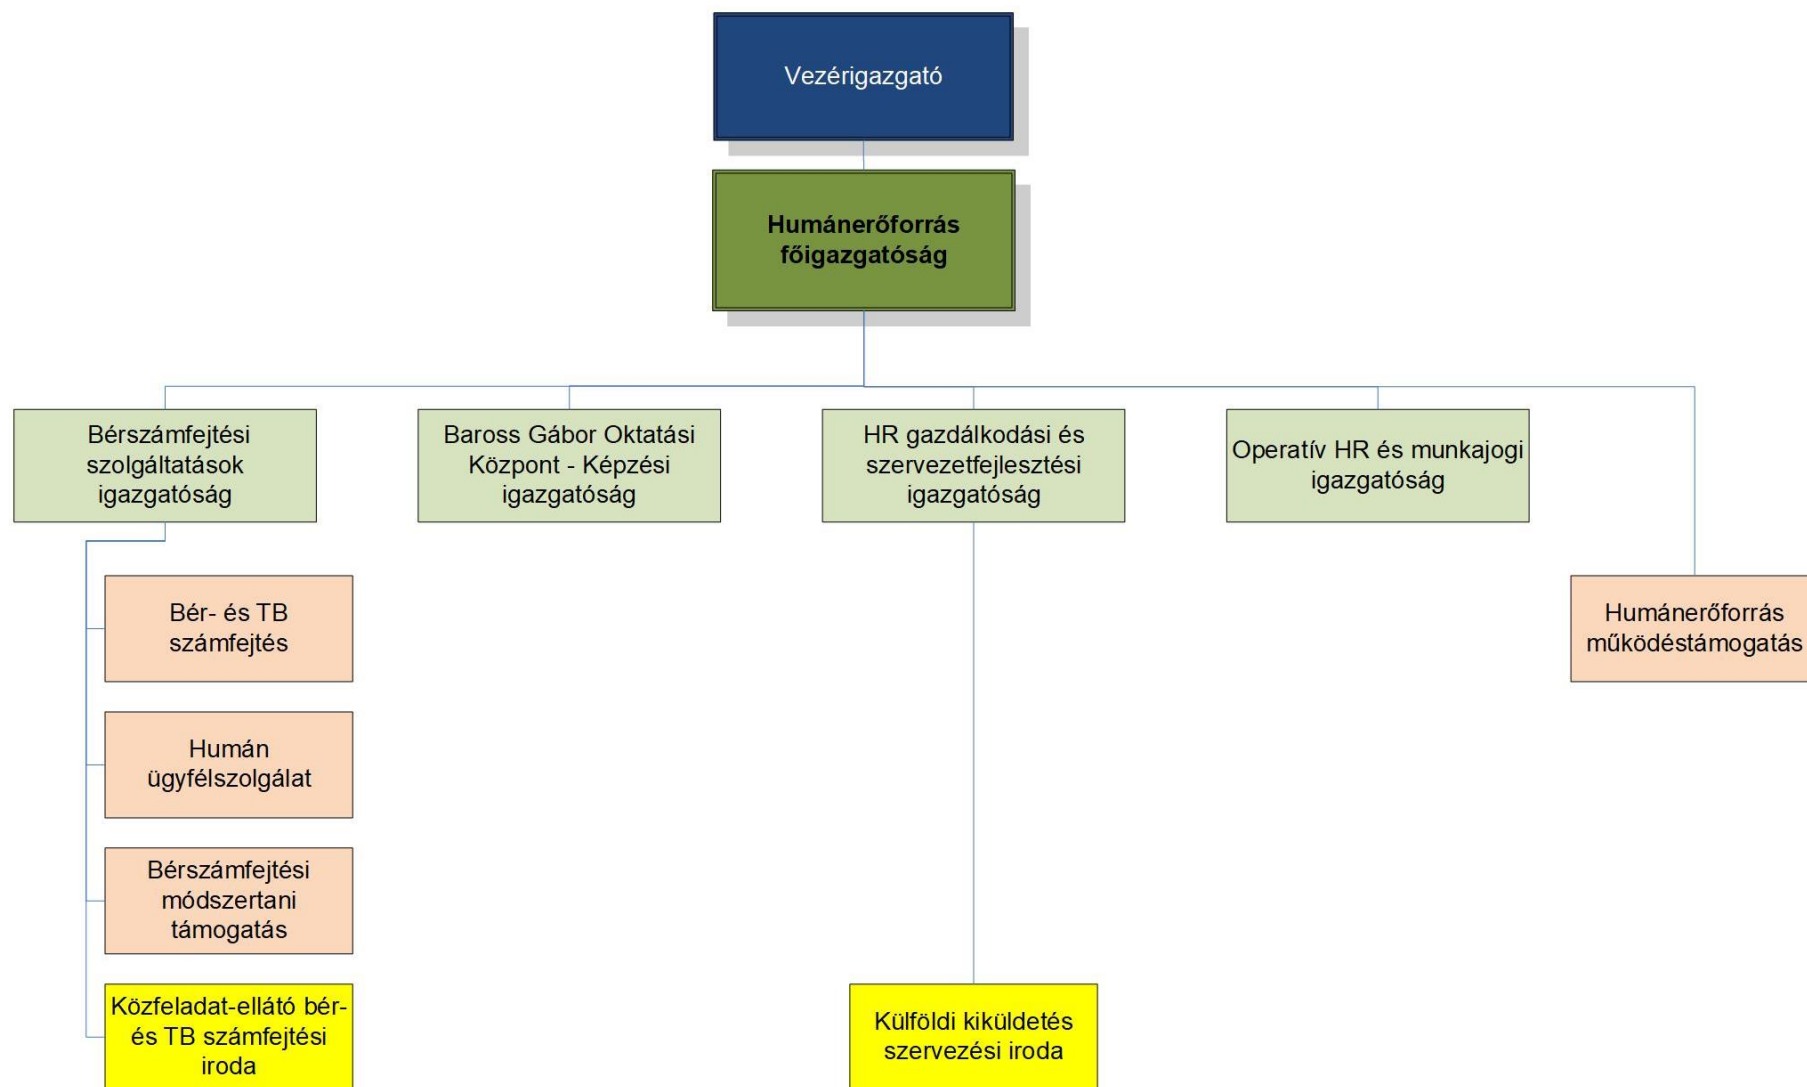 Vezérigazgató
Humánerőforrás
főigazgatóság
Bérszámfejtési
szolgáltatások
igazgatóság
Baross Gábor Oktatási
Központ - Képzési
igazgatóság
HR gazdálkodási és
szervezetfejlesztési
igazgatóság
Operatív HR és munkajogi
igazgatóság
Bér- és TB
számfejtés
Humánerőforrás
működéstámogatás
Humán
ügyfélszolgálat
Bérszámfejtési
módszertani
támogatás
Közfeladat-ellátó bér-
és TB számfejtési
iroda
Külföldi kiküldetés
szervezési iroda